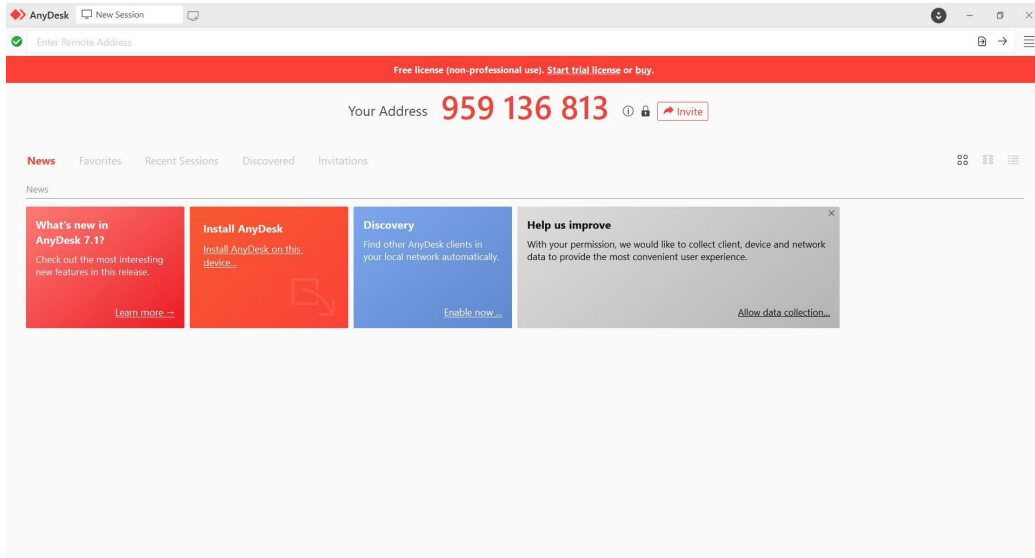 AnyDesk New Session
Enter Remote Address
Free license (non-professional use). Start trial license or buy.
Your Address 959 136 813 Invite
News Favorites Recent Sessions Discovered Invitations
News
What's new in
AnyDesk 7.1?
Check out the most interesting
new features in this release.
Learn more →
Install AnyDesk
Install AnyDesk on this
device...
Discovery
Find other AnyDesk clients in
your local network automatically.
Enable now ...
Help us improve
With your permission, we would like to collect client, device and network
data to provide the most convenient user experience.
Allow data collection...